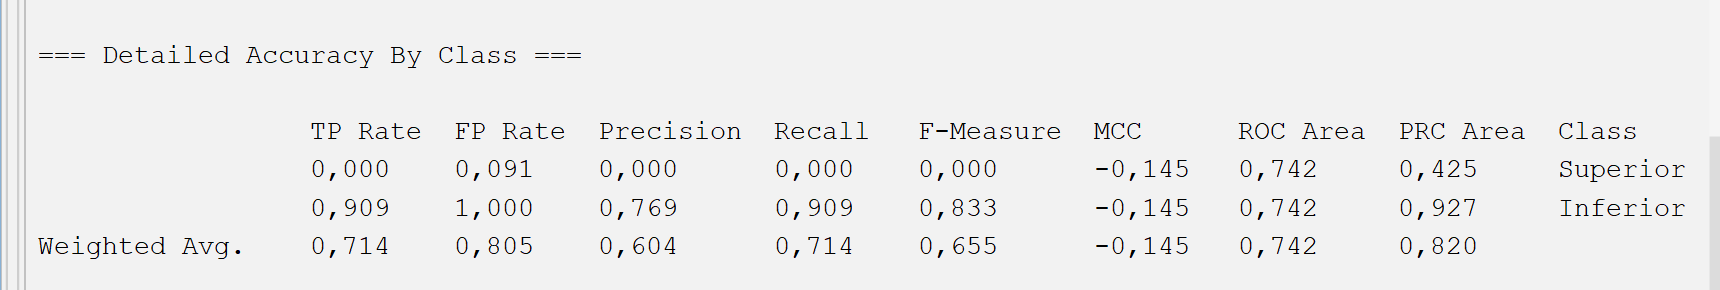 === Detailed Accuracy By Class ===
TP Rate FP Rate Precision Recall F-Measure MCC ROC Area PRC Area Class
0,000 0,091 0,000 0,000 0,000 -0,145 0,742 0,425 Superior
0,909 1,000 0,769 0,909 0,833 -0,145 0,742 0,927 Inferior
Weighted Avg. 0,714 0,805 0,604 0,714 0,655 -0,145 0,742 0,820